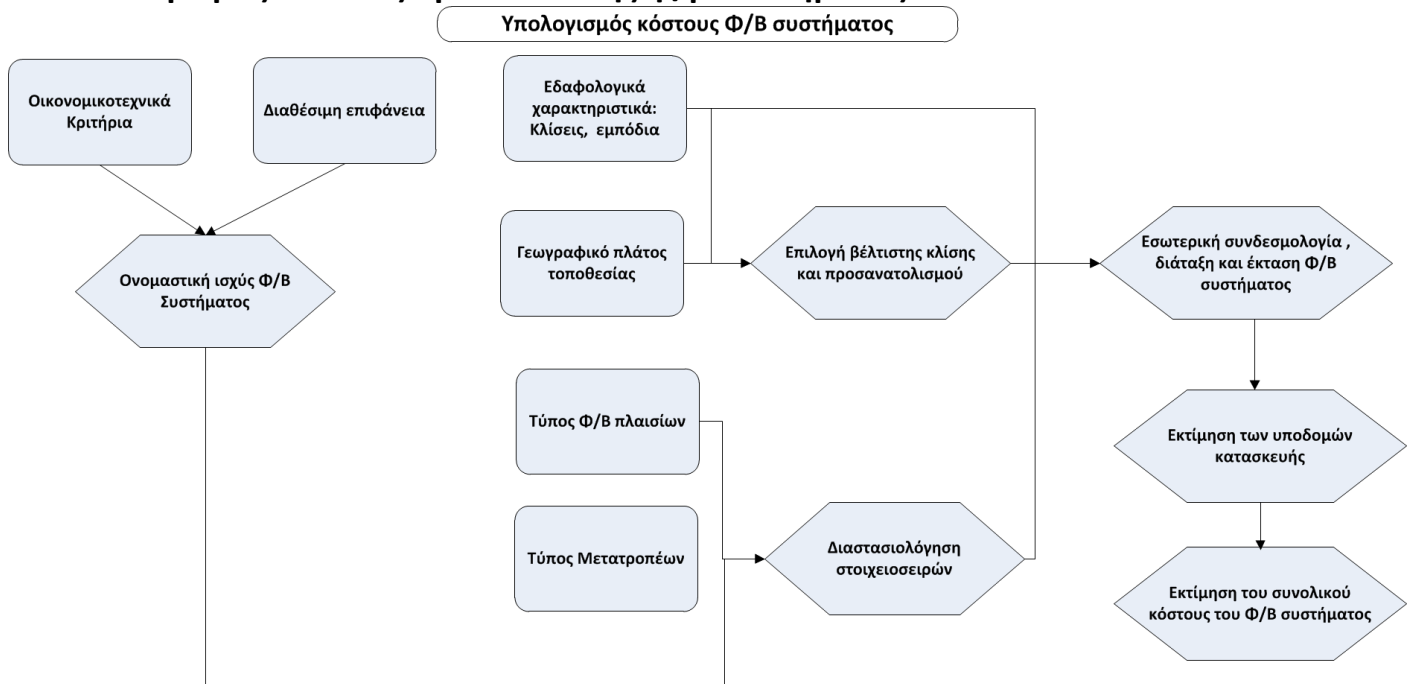 Υπολογισμός κόστους Φ/Β συστήματος
Οικονομικοτεχνικά
Κριτήρια
Διαθέσιμη επιφάνεια
Ονομαστική ισχύς Φ/Β
Συστήματος
Εδαφολογικά
χαρακτηριστικά:
Κλίσεις, εμπόδια
Γεωγραφικό πλάτος
τοποθεσίας
Επιλογή βέλτιστης κλίσης
και προσανατολισμού
Τύπος Φ/Β πλαισίων
Τύπος Μετατροπέων
Διαστασιολόγηση
στοιχειοσειρών
Εσωτερική συνδεσμολογία ,
διάταξη και έκταση Φ/Β
συστήματος
Εκτίμηση των υποδομών
κατασκευής
Εκτίμηση του συνολικού
κόστους του Φ/Β συστήματος